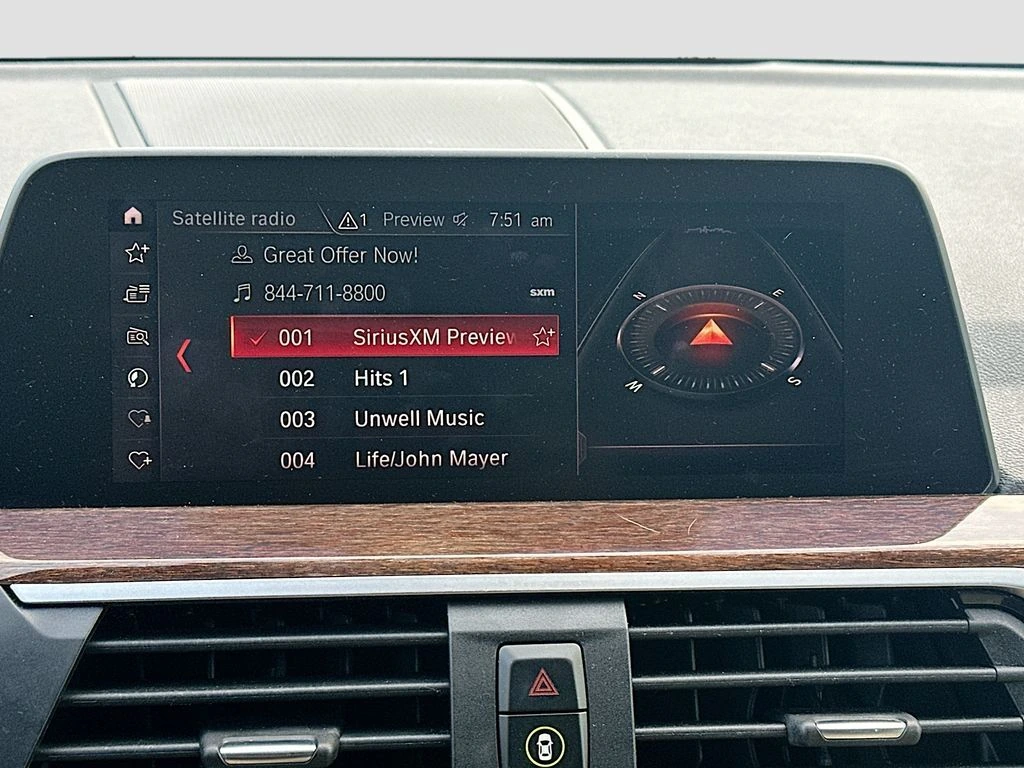 Satellite radio 1 Preview 7:51 am
Great Offer Now!
844-711-8800 sxm
001 SiriusXM Preview
002 Hits 1
003 Unwell Music
004 Life/John Mayer
N E
W S